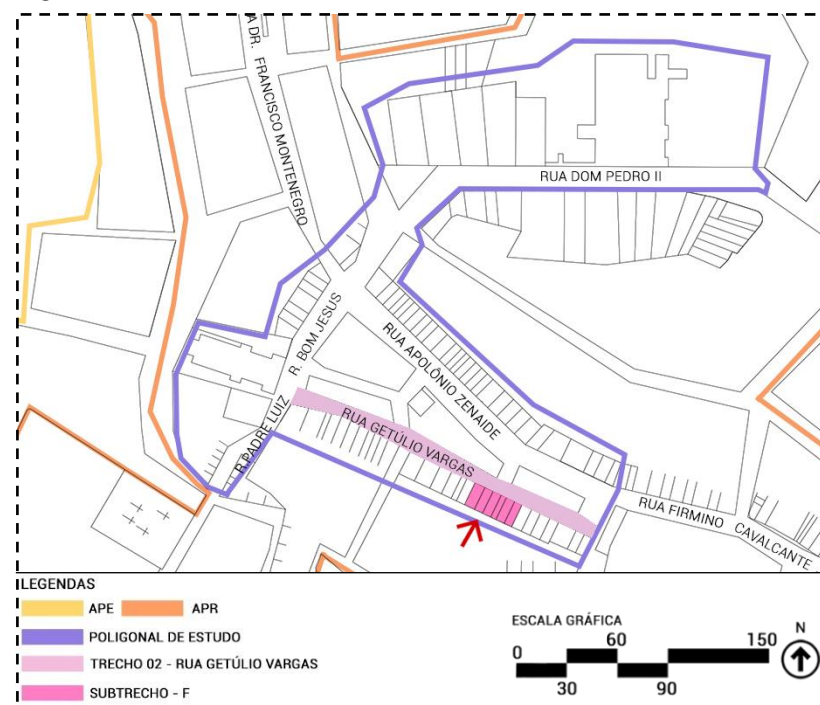 A DR. FRANCISCO MONTENEGRO
RUA DOM PEDRO II
R. BOM JESUS
RUA APOLÔNIO ZENAIDE
R.PADRE LUIZ
RUA GETÚLIO VARGAS
RUA FIRMINO CAVALCANTE
LEGENDAS
APE APR
POLIGONAL DE ESTUDO
TRECHO 02 - RUA GETÚLIO VARGAS
SUBTRECHO - F
ESCALA GRÁFICA
0 60 150
30 90
N